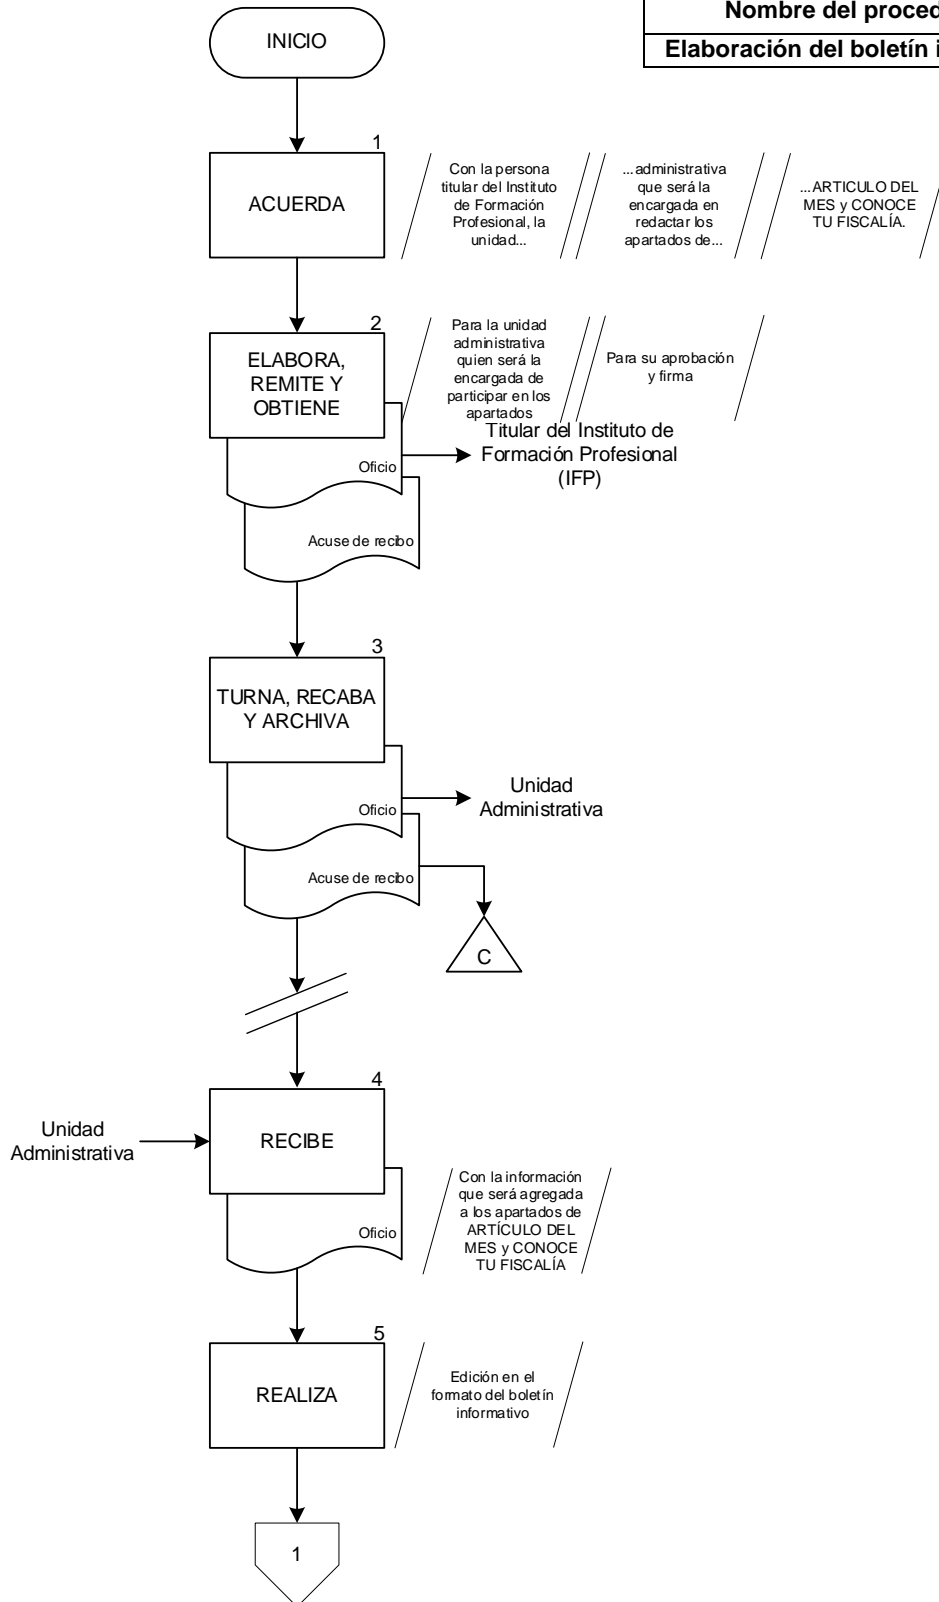 Nombre del proced
Elaboración del boletín i
INICIO
1
ACUERDA
Con la persona
titular del Instituto
de Formación
Profesional, la
unidad...
...administrativa
que será la
encargada en
redactar los
apartados de...
...ARTICULO DEL
MES y CONOCE
TU FISCALÍA.
2
ELABORA,
REMITE Y
OBTIENE
Para la unidad
administrativa
quien será la
encargada de
participar en los
apartados
Para su aprobación
y firma
Oficio
Titular del Instituto de
Formación Profesional
(IFP)
Acuse de recibo
3
TURNA, RECABA
Y ARCHIVA
Oficio
Unidad
Administrativa
Acuse de recibo
C
4
Unidad
Administrativa
RECIBE
Oficio
Con la información
que será agregada
a los apartados de
ARTÍCULO DEL
MES y CONOCE
TU FISCALÍA
5
REALIZA
Edición en el
formato del boletín
informativo
1